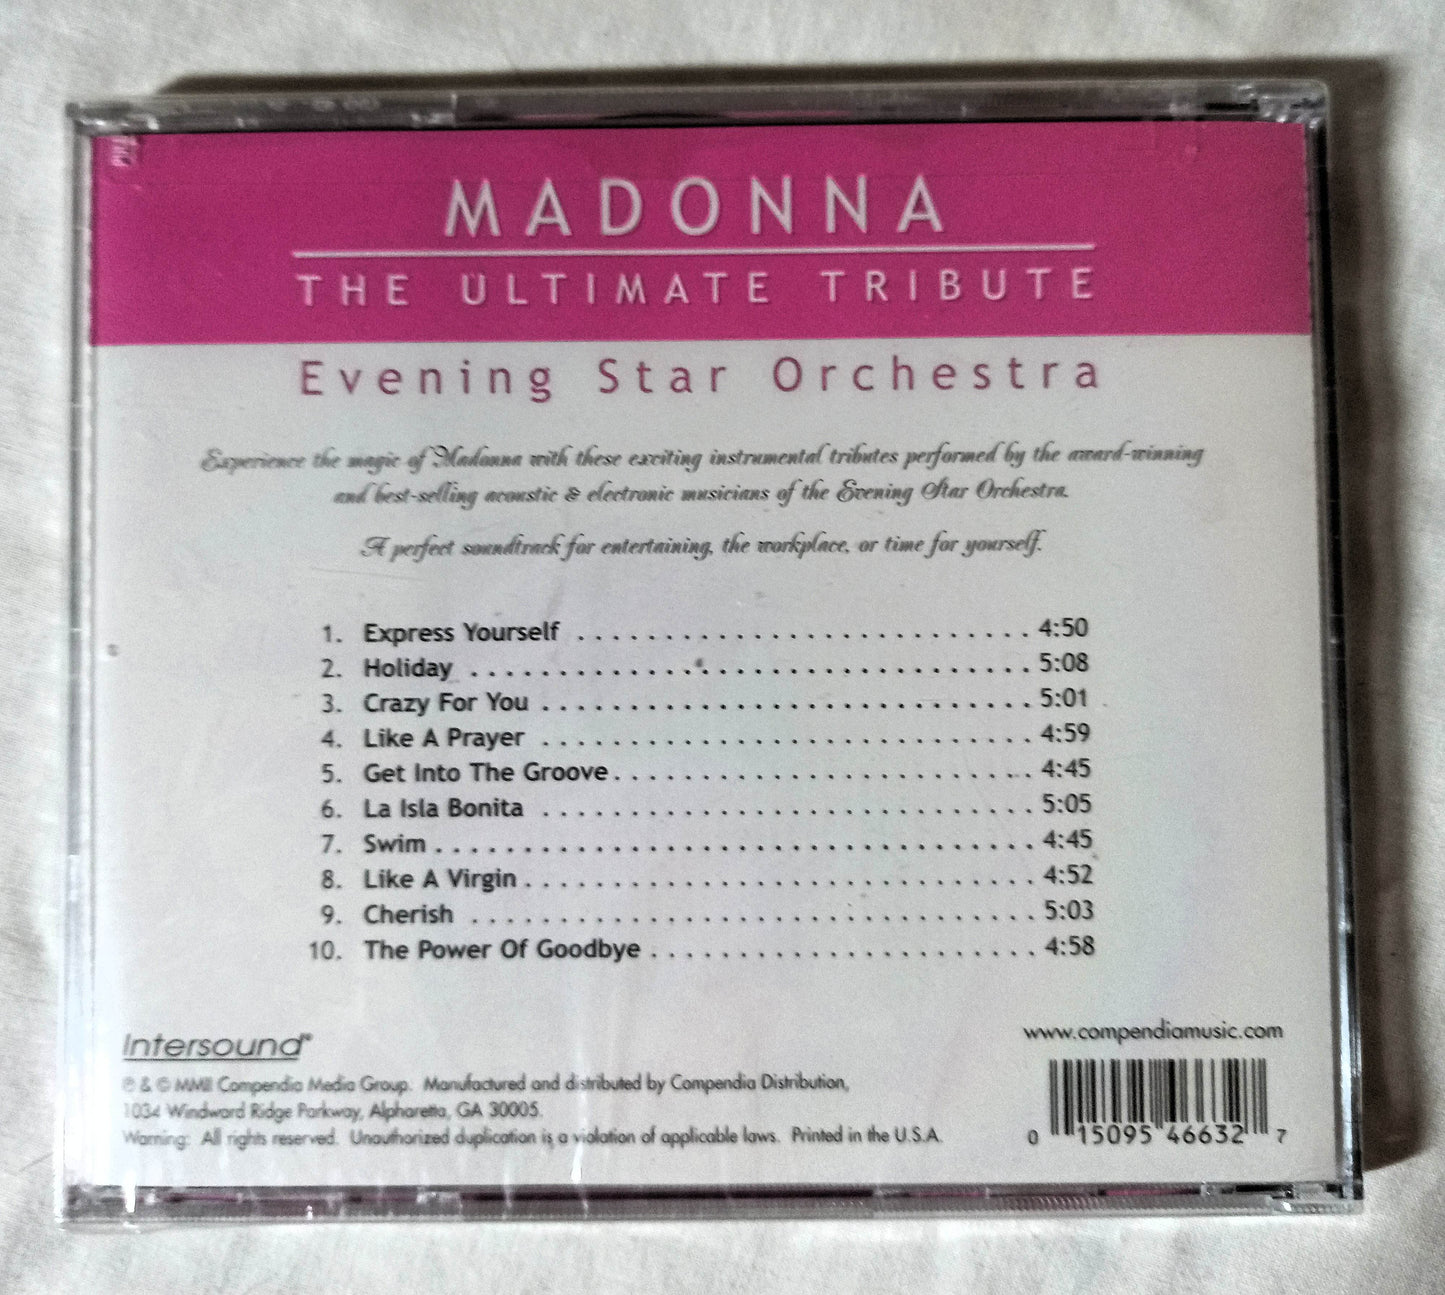 MADONNA
THE ULTIMATE TRIBUTE
Evening Star Orchestra
Experience the magic of Madonna with these exciting instrumental tributes performed by the award-winning
and best-selling acoustic & electronic musicians of the Evening Star Orchestra.
A perfect soundtrack for entertaining, the workplace, or time for yourself.
1. Express Yourself . . . . . . . . . . . . . . . . . . . . . . . . . . 4:50
2. Holiday . . . . . . . . . . . . . . . . . . . . . . . . . . . . . . . . 5:08
3. Crazy For You . . . . . . . . . . . . . . . . . . . . . . . . . . . . 5:01
4. Like A Prayer . . . . . . . . . . . . . . . . . . . . . . . . . . . . 4:59
5. Get Into The Groove . . . . . . . . . . . . . . . . . . . . . . . . 4:45
6. La Isla Bonita . . . . . . . . . . . . . . . . . . . . . . . . . . . . 5:05
7. Swim . . . . . . . . . . . . . . . . . . . . . . . . . . . . . . . . . . 4:45
8. Like A Virgin . . . . . . . . . . . . . . . . . . . . . . . . . . . . . 4:52
9. Cherish . . . . . . . . . . . . . . . . . . . . . . . . . . . . . . . . 5:03
10. The Power Of Goodbye . . . . . . . . . . . . . . . . . . . . . . 4:58
Intersound®
℗ & © MMII Compendia Media Group. Manufactured and distributed by Compendia Distribution,
1034 Windward Ridge Parkway, Alpharetta, GA 30005.
Warning: All rights reserved. Unauthorized duplication is a violation of applicable laws. Printed in the U.S.A.
www.compendiamusic.com
0 15095 46632 7